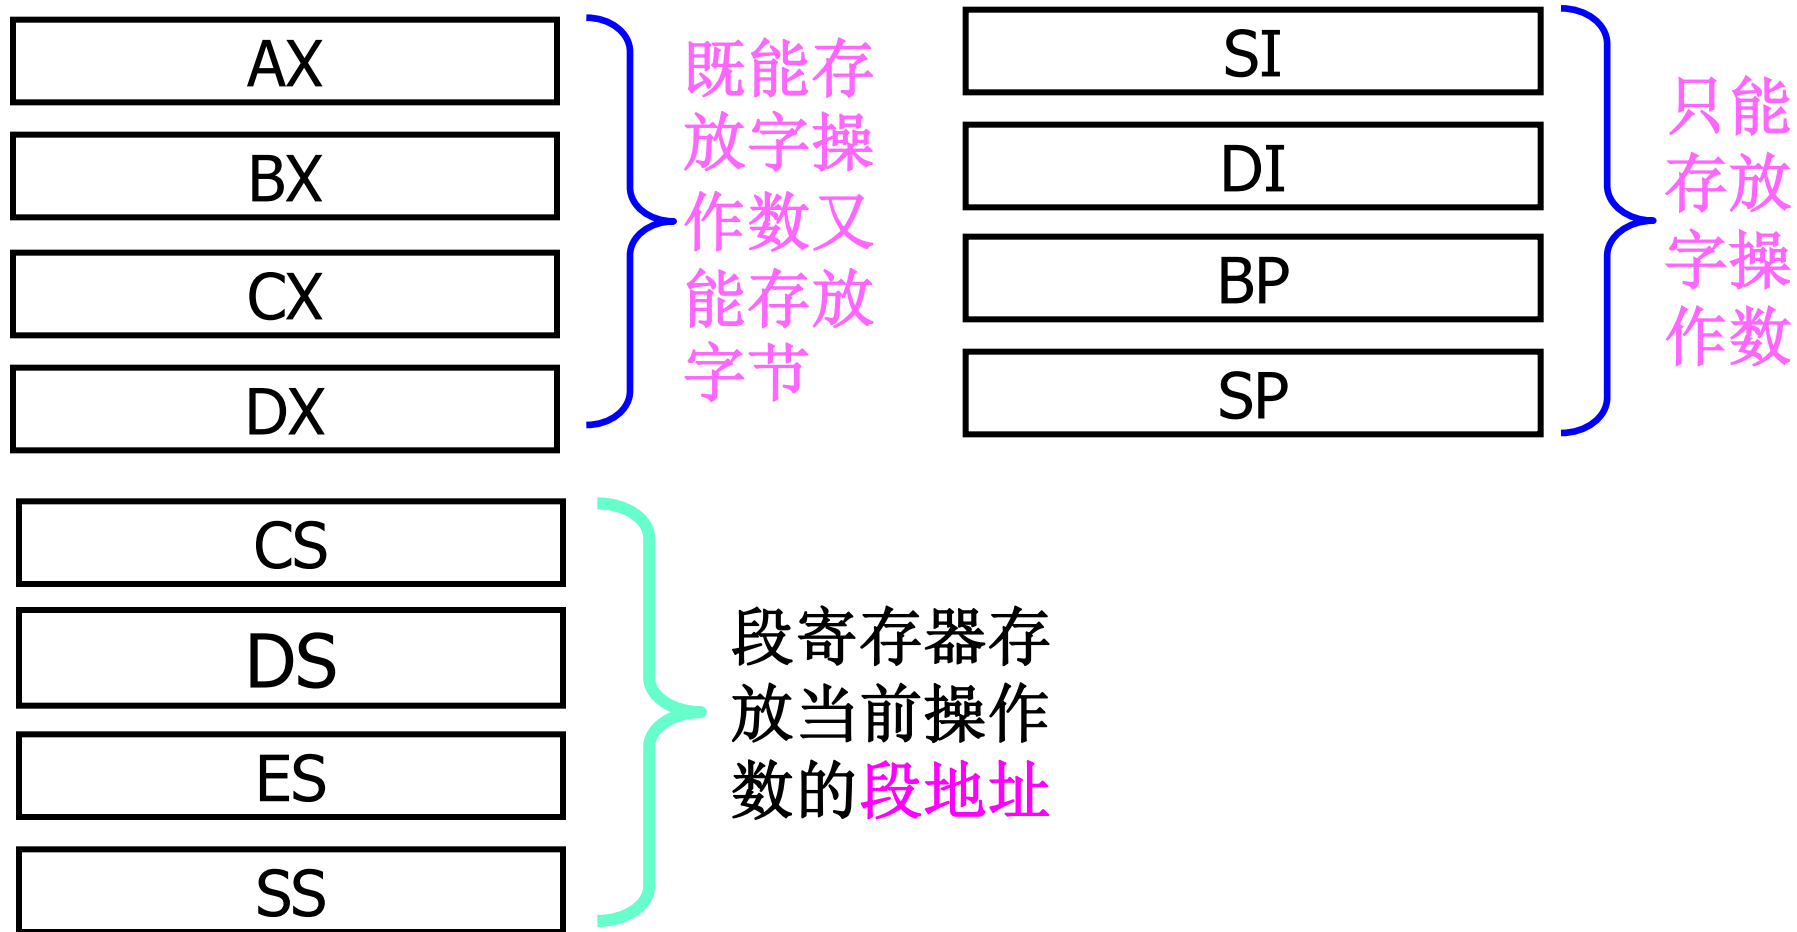 AX
BX
CX
DX
既能存
放字操
作数又
能存放
字节
SI
DI
BP
SP
只能
存放
字操
作数
CS
DS
ES
SS
段寄存器存
放当前操作
数的段地址